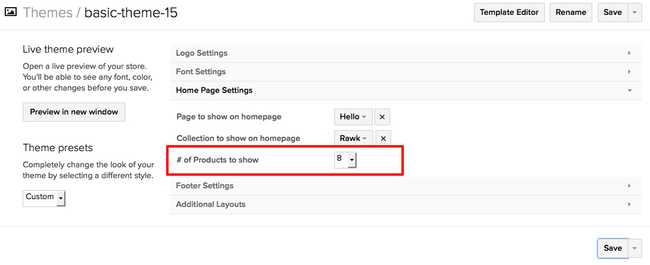 Themes / basic-theme-15
Template Editor
Rename
Save
Live theme preview
Open a live preview of your store.
You'll be able to see any font, color,
or other changes before you save.
Preview in new window
Theme presets
Completely change the look of your
theme by selecting a different style.
Custom
Logo Settings
Font Settings
Home Page Settings
Page to show on homepage Hello ×
Collection to show on homepage Rawk ×
# of Products to show 8
Footer Settings
Additional Layouts
Save